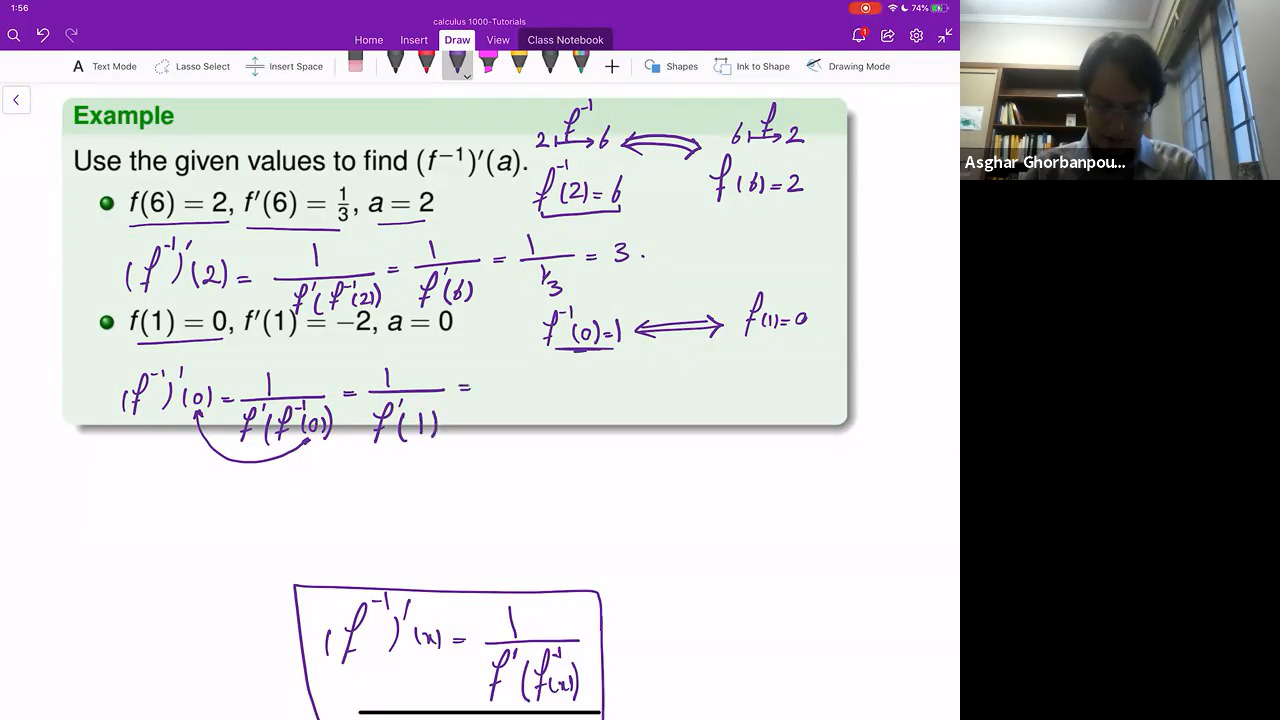 1:56
74%
calculus 1000-Tutorials
Home Insert Draw View Class Notebook
1
A Text Mode Lasso Select Insert Space Shapes Ink to Shape Drawing Mode
Example
Use the given values to find (f⁻¹)′(a).
2 ↦ 6 f⁻¹ ⟺ 6 ↦ 2 f
f⁻¹(2) = 6 f(6) = 2
f(6) = 2, f′(6) = 1/3, a = 2
(f⁻¹)′(2) = 1/f′(f⁻¹(2)) = 1/f′(6) = 1/(1/3) = 3.
f(1) = 0, f′(1) = −2, a = 0
f⁻¹(0)=1 ⟺ f(1)=0
(f⁻¹)′(0) = 1/f′(f⁻¹(0)) = 1/f′(1) =
(f⁻¹)′(x) = 1/f′(f⁻¹(x))
Asghar Ghorbanpou...